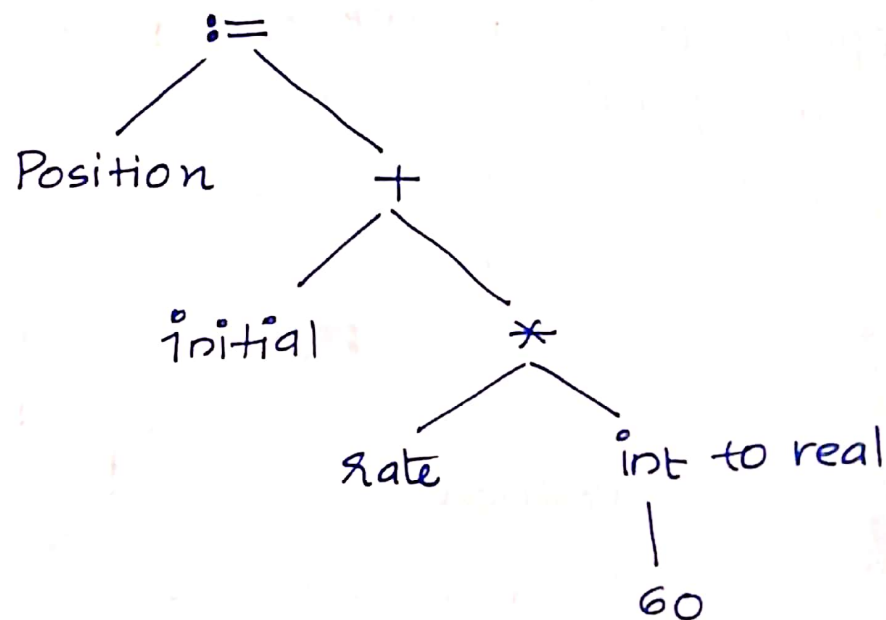 :=
Position
+
initial
*
rate
int to real
60